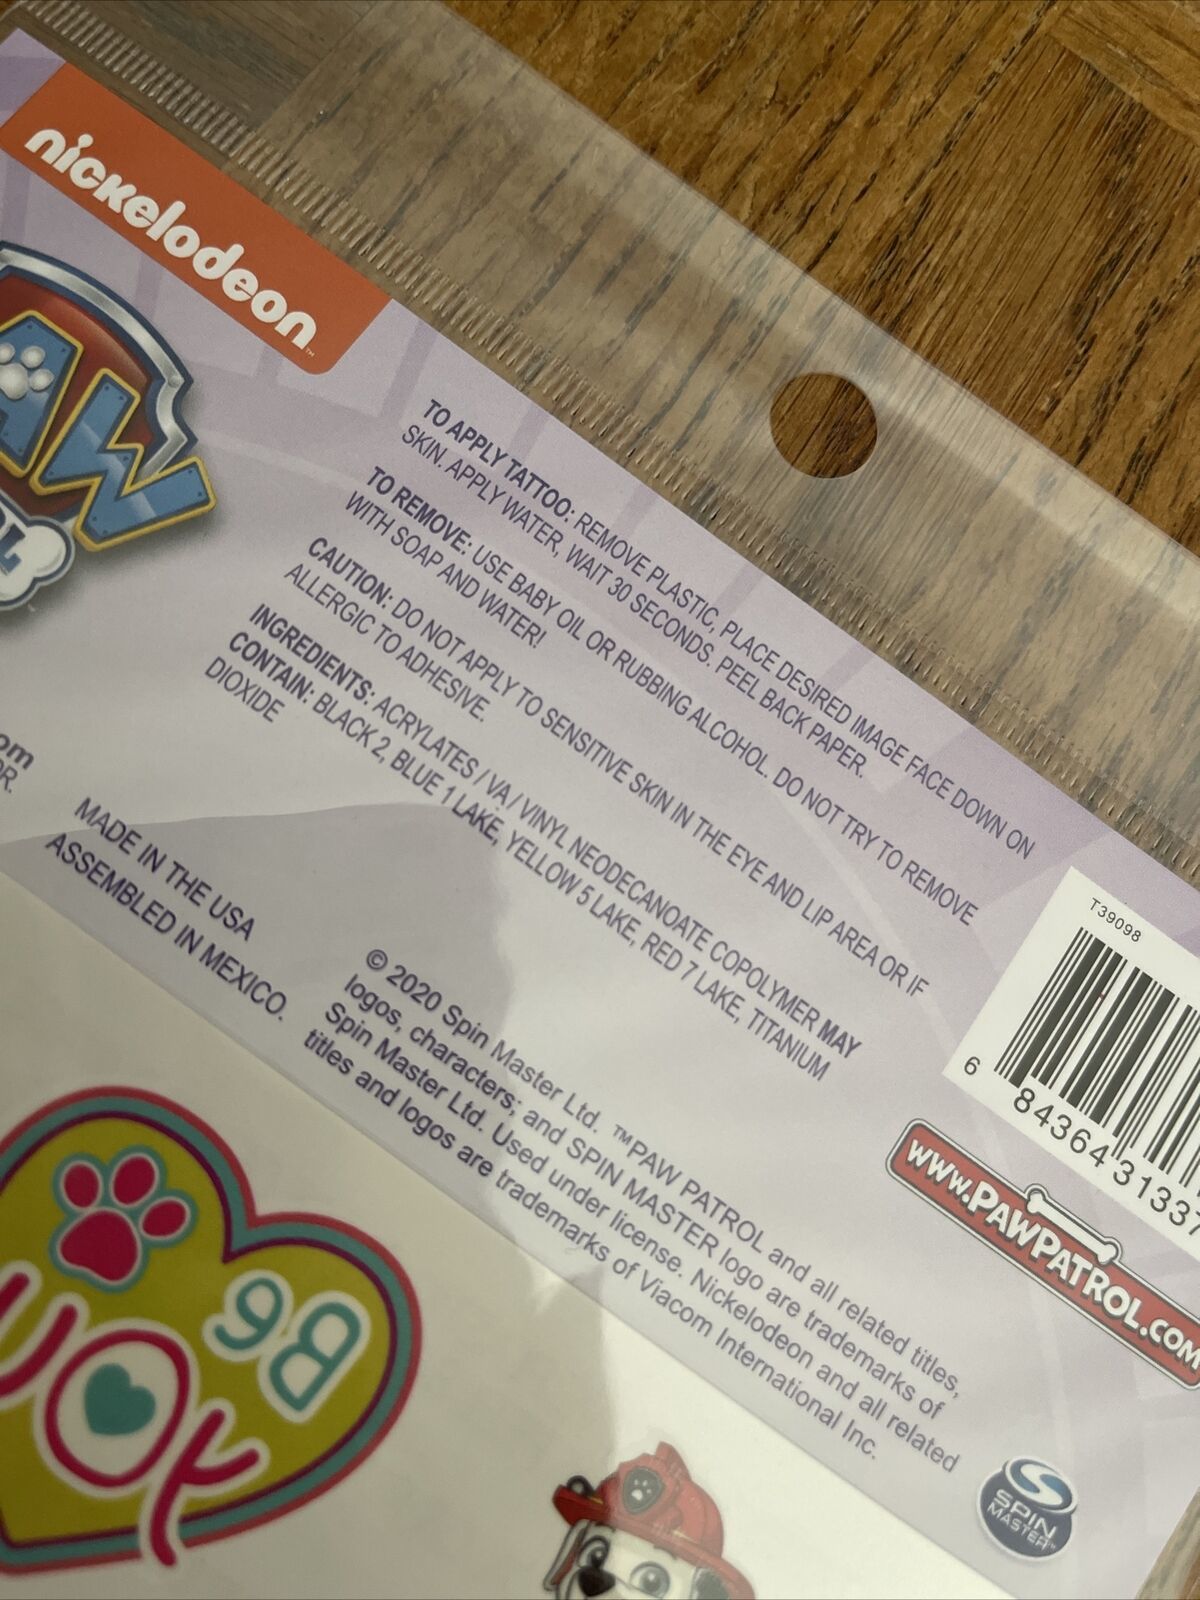 nickelodeon™
PAW
TO APPLY TATTOO: REMOVE PLASTIC, PLACE DESIRED IMAGE FACE DOWN ON
SKIN. APPLY WATER, WAIT 30 SECONDS. PEEL BACK PAPER.
TO REMOVE: USE BABY OIL OR RUBBING ALCOHOL. DO NOT TRY TO REMOVE
WITH SOAP AND WATER!
CAUTION: DO NOT APPLY TO SENSITIVE SKIN IN THE EYE AND LIP AREA OR IF
ALLERGIC TO ADHESIVE.
INGREDIENTS: ACRYLATES / VA / VINYL NEODECANOATE COPOLYMER MAY
CONTAIN: BLACK 2, BLUE 1 LAKE, YELLOW 5 LAKE, RED 7 LAKE, TITANIUM
DIOXIDE
MADE IN THE USA
ASSEMBLED IN MEXICO.
© 2020 Spin Master Ltd. ™PAW PATROL and all related titles,
logos, characters; and SPIN MASTER logo are trademarks of
Spin Master Ltd. Used under license. Nickelodeon and all related
titles and logos are trademarks of Viacom International Inc.
T39098
6 84364 3133
www.PAWPATROL.COM
SPIN
MASTER™
Be
YOU